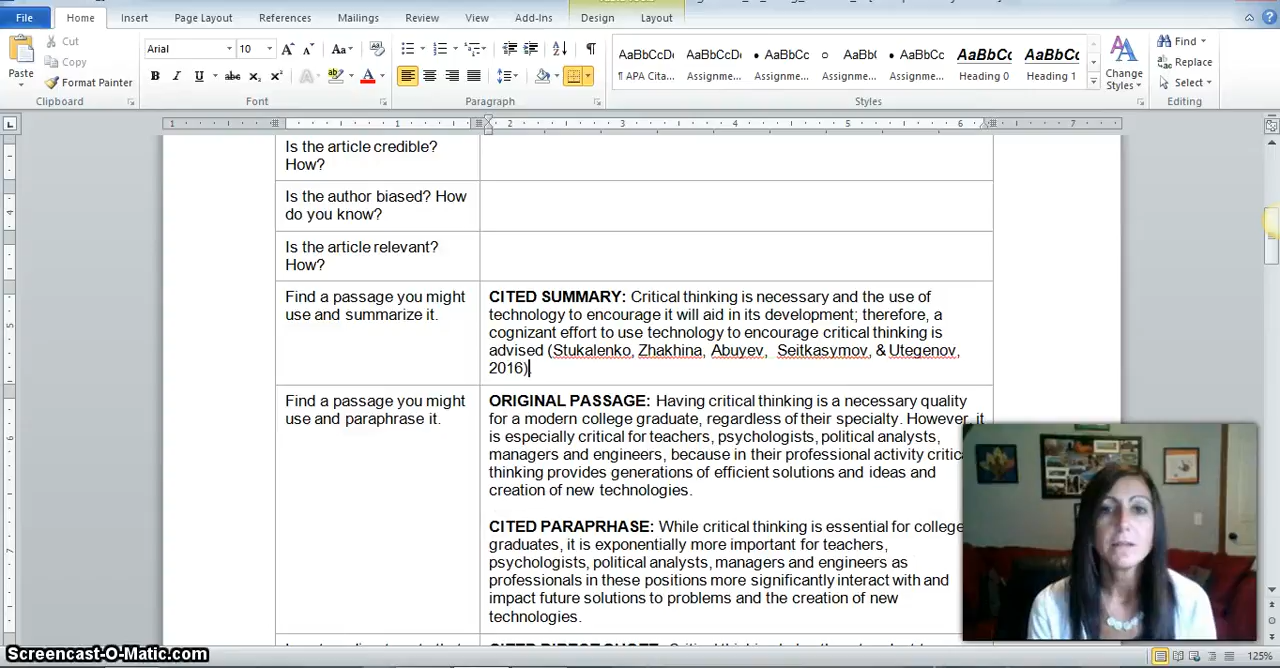 File Home Insert Page Layout References Mailings Review View Add-Ins Design Layout
Paste
Cut
Copy
Format Painter
Clipboard
Arial 10
Font
Paragraph
AaBbCcDc AaBbCcDc AaBbCc AaBbC AaBbCc AaBbCc AaBbCc
¶ APA Cita... Assignme... Assignme... Assignme... Assignme... Heading 0 Heading 1
Styles
Change
Styles
Find
Replace
Select
Editing
1 1 2 3 4 5 6 7
Is the article credible?
How?
Is the author biased? How
do you know?
Is the article relevant?
How?
Find a passage you might
use and summarize it.
CITED SUMMARY: Critical thinking is necessary and the use of
technology to encourage it will aid in its development; therefore, a
cognizant effort to use technology to encourage critical thinking is
advised (Stukalenko, Zhakhina, Abuyev, Seitkasymov, & Utegenov,
2016)
Find a passage you might
use and paraphrase it.
ORIGINAL PASSAGE: Having critical thinking is a necessary quality
for a modern college graduate, regardless of their specialty. However, it
is especially critical for teachers, psychologists, political analysts,
managers and engineers, because in their professional activity critica
thinking provides generations of efficient solutions and ideas and
creation of new technologies.
CITED PARAPRHASE: While critical thinking is essential for college
graduates, it is exponentially more important for teachers,
psychologists, political analysts, managers and engineers as
professionals in these positions more significantly interact with and
impact future solutions to problems and the creation of new
technologies.
Screencast-O-Matic.com
125%